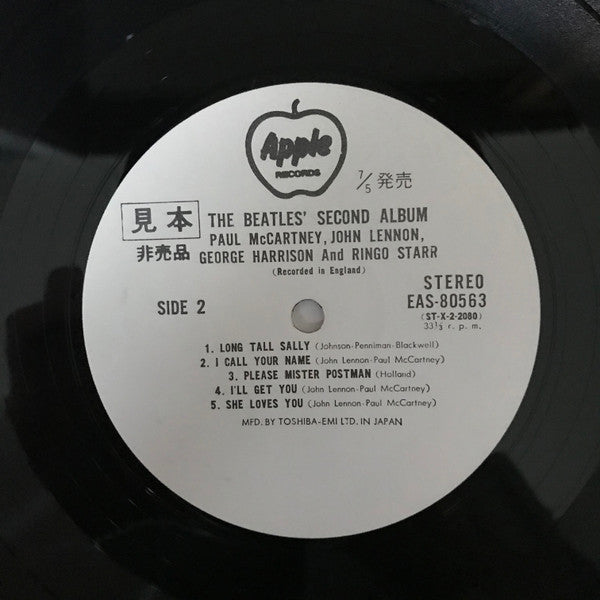 Apple
RECORDS
7/5 発売
見本
非売品
THE BEATLES' SECOND ALBUM
PAUL McCARTNEY, JOHN LENNON,
GEORGE HARRISON And RINGO STARR
(Recorded in England)
STEREO
EAS-80563
(ST-X-2-2080)
33⅓ r. p. m.
SIDE 2
1. LONG TALL SALLY (Johnson-Penniman-Blackwell)
2. I CALL YOUR NAME (John Lennon-Paul McCartney)
3. PLEASE MISTER POSTMAN (Holland)
4. I'LL GET YOU (John Lennon-Paul McCartney)
5. SHE LOVES YOU (John Lennon-Paul McCartney)
MFD. BY TOSHIBA-EMI LTD. IN JAPAN